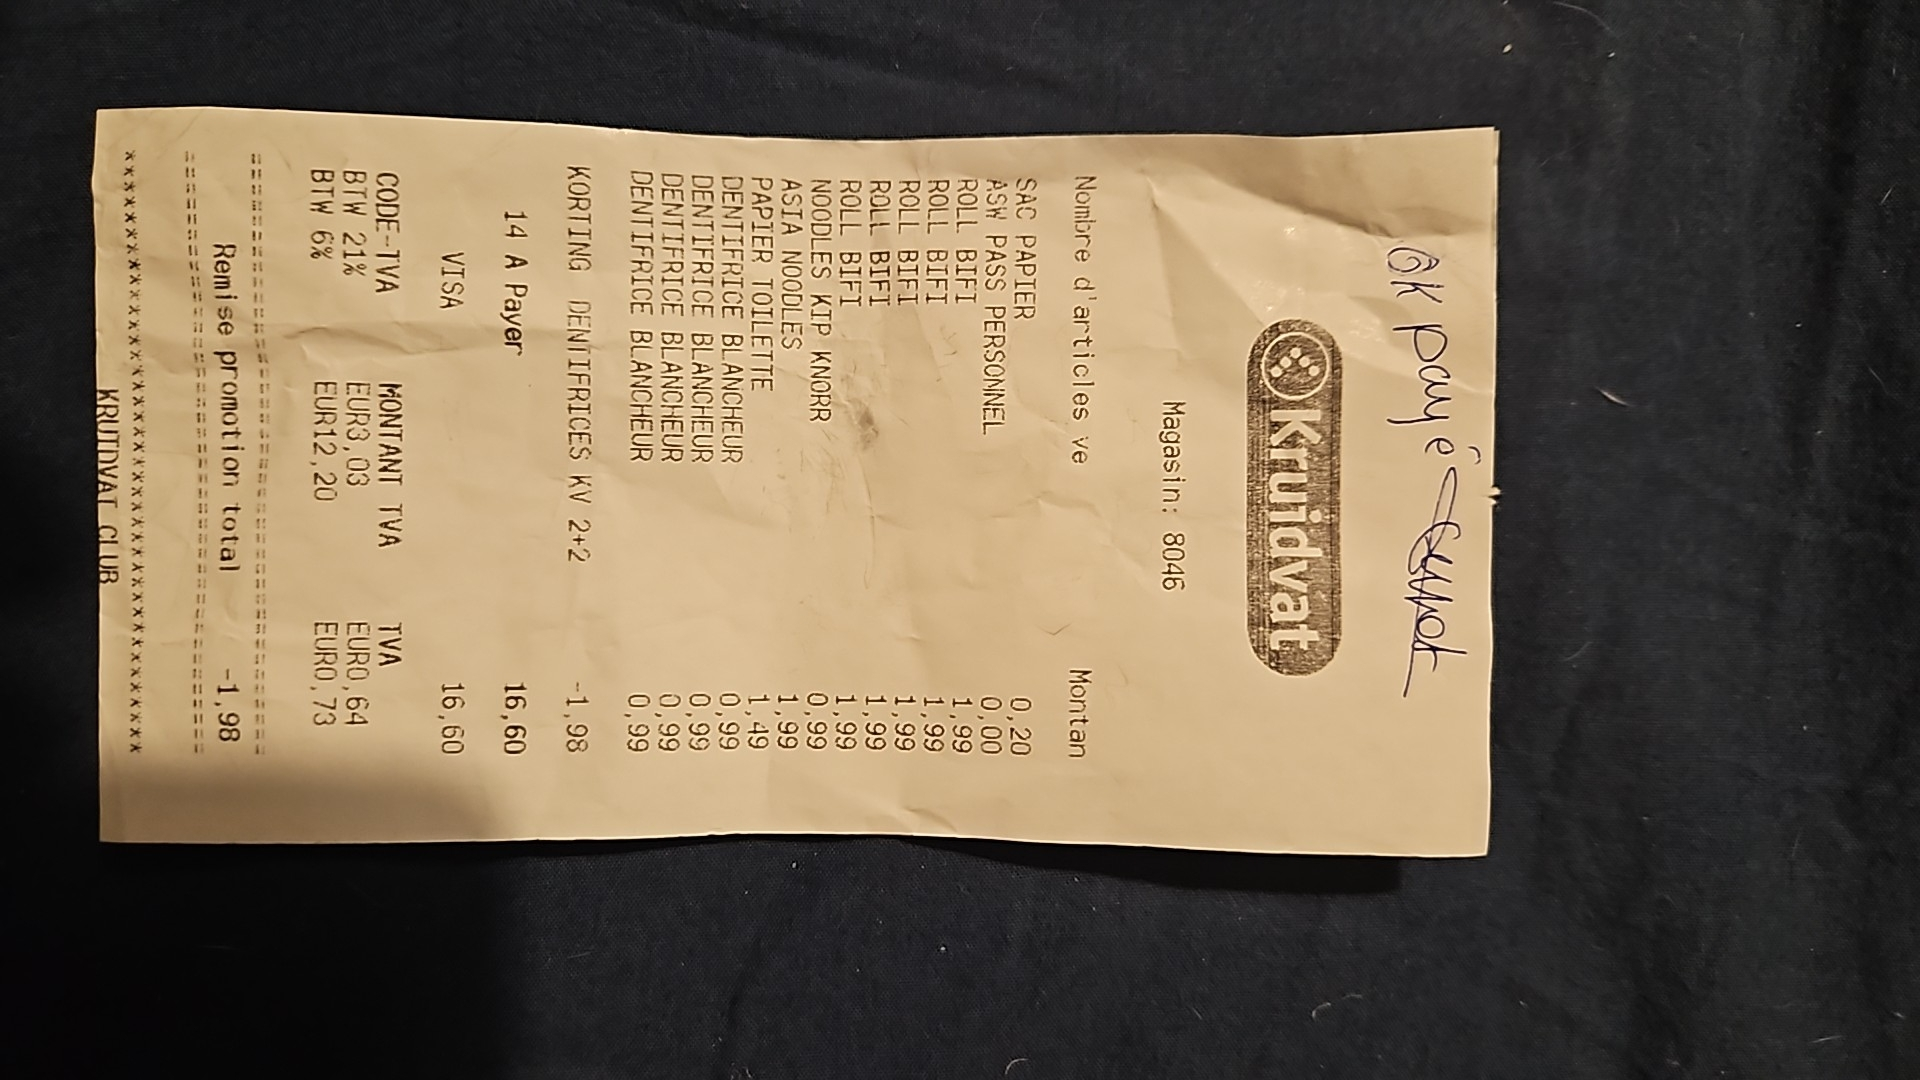 OK payé
Kruidvat
Magasin: 8046
Nombre d'articles ve Montan
SAC PAPIER 0,20
ASW PASS PERSONNEL 0,00
ROLL BIFI 1,99
ROLL BIFI 1,99
ROLL BIFI 1,99
ROLL BIFI 1,99
ROLL BIFI 1,99
NOODLES KIP KNORR 0,99
ASIA NOODLES 1,99
PAPIER TOILETTE 1,49
DENTIFRICE BLANCHEUR 0,99
DENTIFRICE BLANCHEUR 0,99
DENTIFRICE BLANCHEUR 0,99
DENTIFRICE BLANCHEUR 0,99
KORTING DENTIFRICES KV 2+2 -1,98
14 A Payer 16,60
VISA 16,60
CODE-TVA MONTANT TVA TVA
BTW 21% EUR3,03 EUR0,64
BTW 6% EUR12,20 EUR0,73
Remise promotion total -1,98
KRUIDVAT CLUB